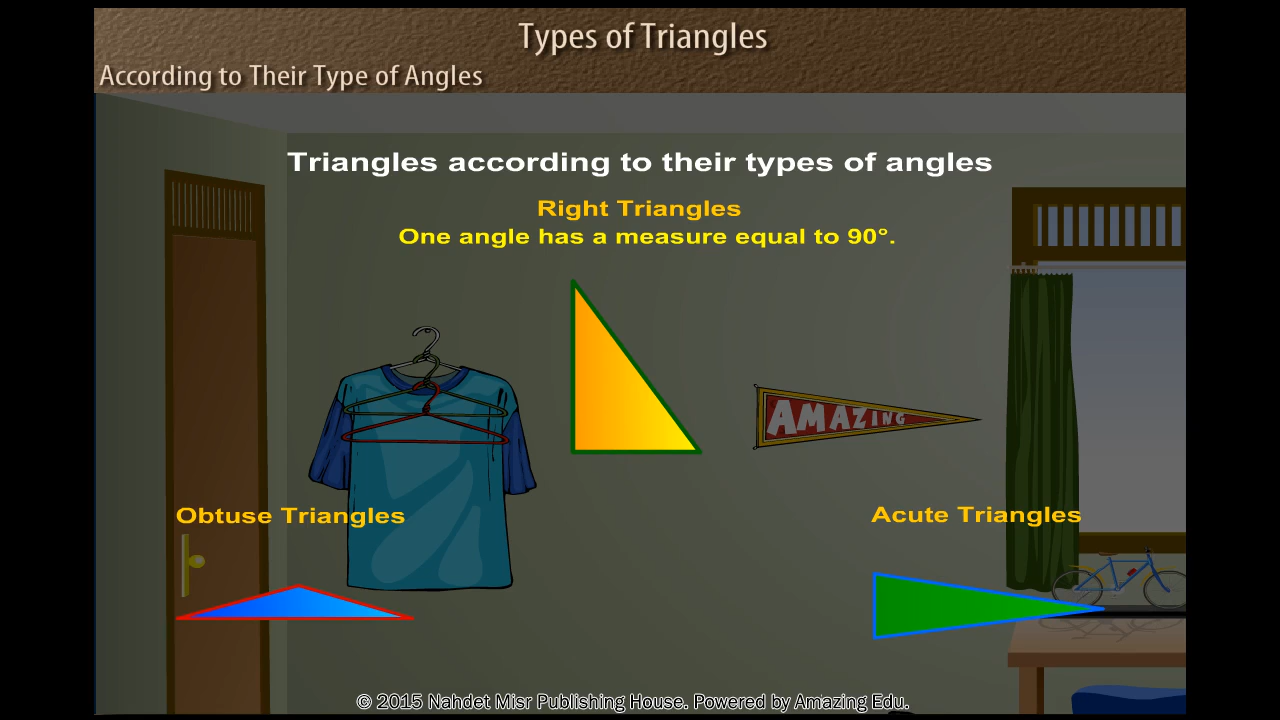 Types of Triangles
According to Their Type of Angles
Triangles according to their types of angles
Right Triangles
One angle has a measure equal to 90°.
AMAZING
Obtuse Triangles
Acute Triangles
© 2015 Nahdet Misr Publishing House. Powered by Amazing Edu.